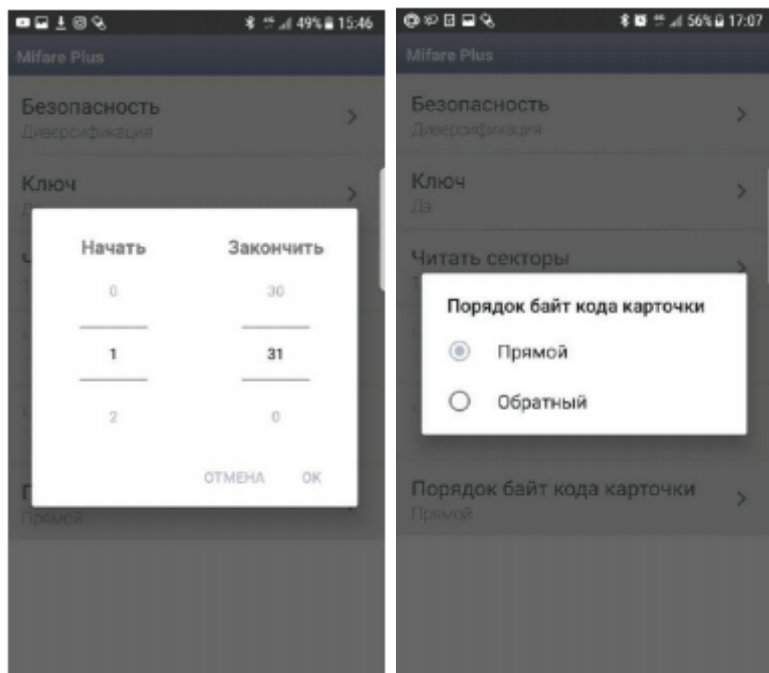 49% 15:46
Mifare Plus
Безопасность
Диверсификация
Ключ
Начать
Закончить
0
30
1
31
2
0
ОТМЕНА
OK
Прямой
56% 17:07
Mifare Plus
Безопасность
Диверсификация
Ключ
Да
Читать секторы
Порядок байт кода карточки
Прямой
Обратный
Порядок байт кода карточки
Прямой